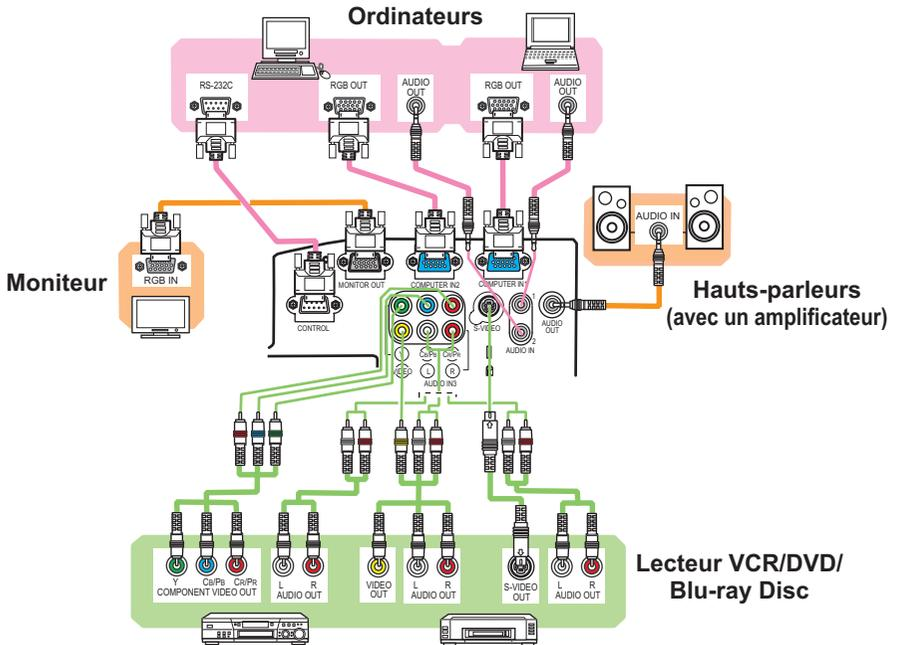 Ordinateurs
RS-232C
RGB OUT
AUDIO
OUT
RGB OUT
AUDIO
OUT
AUDIO IN
RGB IN
Moniteur
MONITOR OUT
COMPUTER IN2
COMPUTER IN1
Hauts-parleurs
(avec un amplificateur)
CONTROL
S-VIDEO
1
2
AUDIO IN
AUDIO
OUT
Y
CB/PB
CR/PR
VIDEO
L
R
AUDIO IN3
Y
CB/PB
CR/PR
COMPONENT VIDEO OUT
L
R
AUDIO OUT
VIDEO
OUT
L
R
AUDIO OUT
S-VIDEO
OUT
L
R
AUDIO OUT
Lecteur VCR/DVD/
Blu-ray Disc